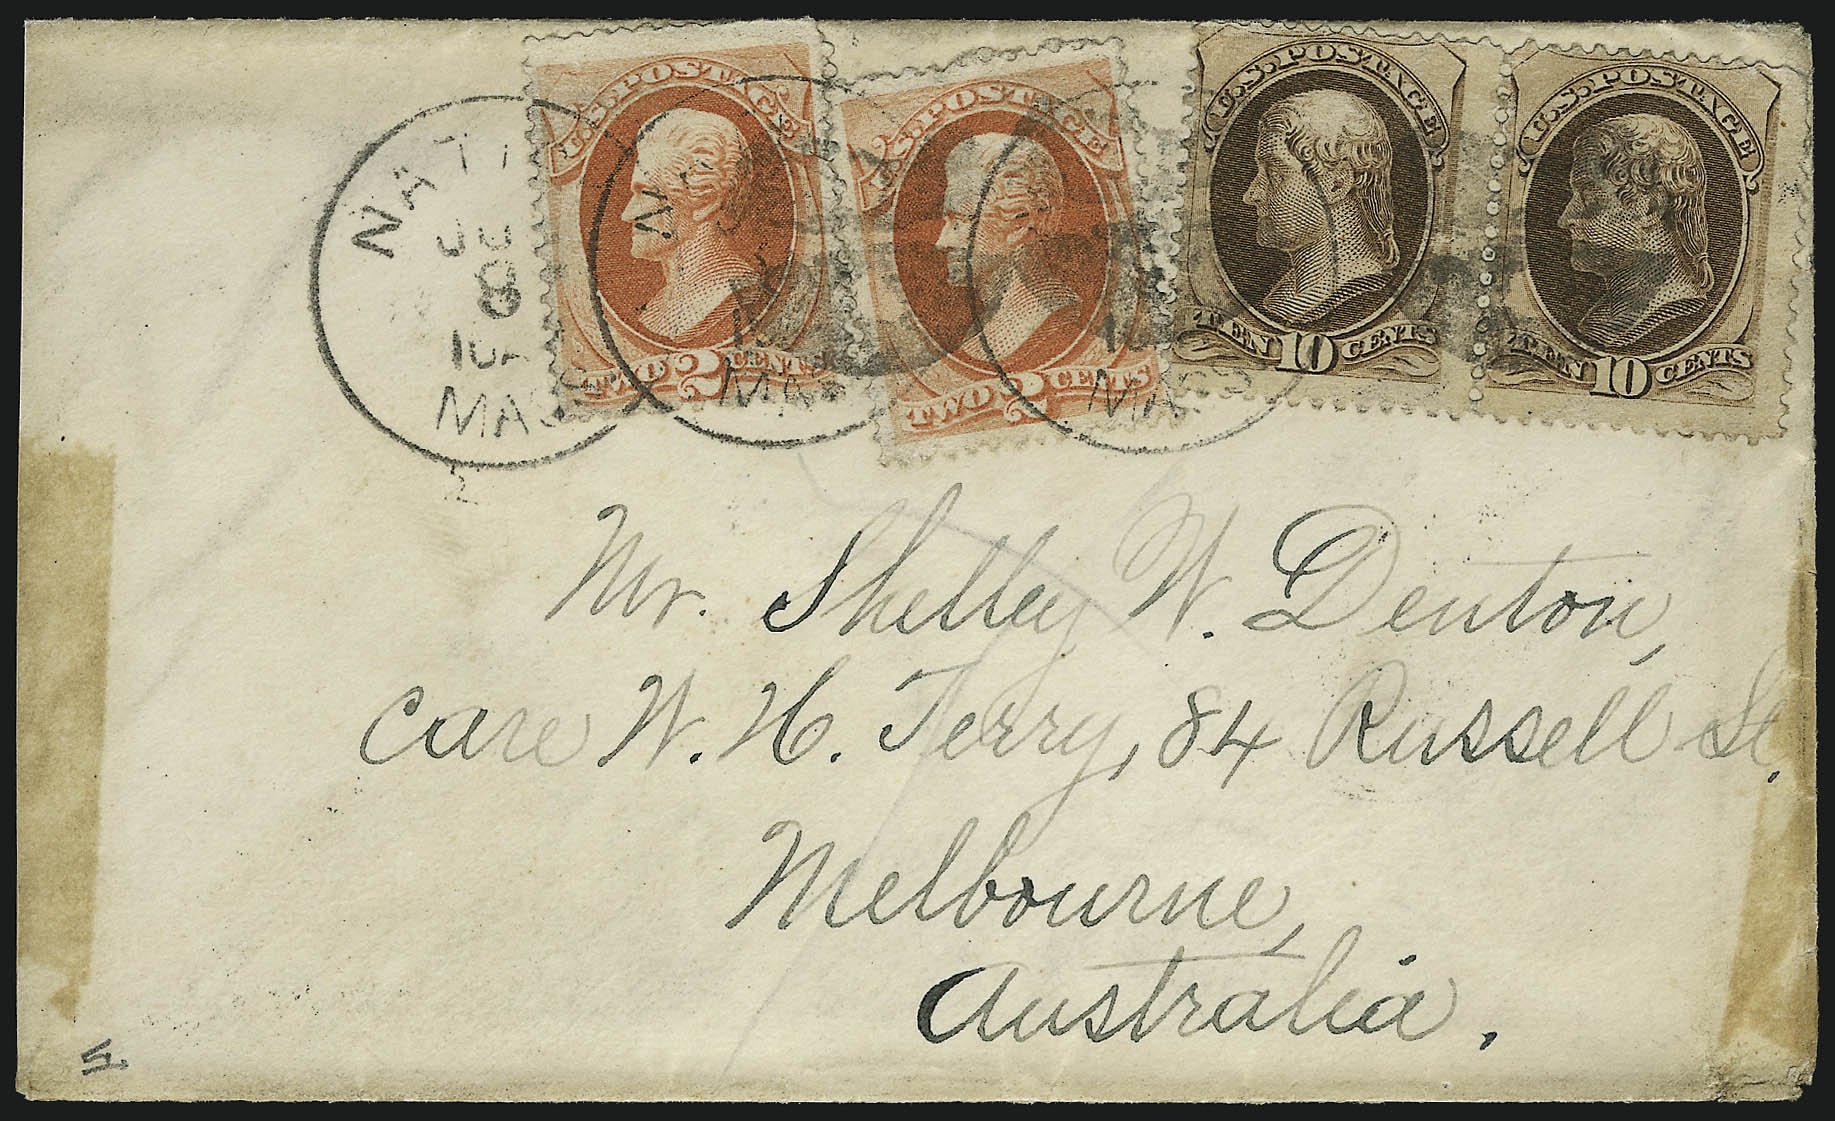 U.S. POSTAGE
TWO 2 CENTS
U.S. POSTAGE
TWO 2 CENTS
U.S. POSTAGE
TEN 10 CENTS
U.S. POSTAGE
TEN 10 CENTS
NATI
8
MASS
Mr. Shelley W. Denton,
Care W. H. Terry, 84 Russell St.
Melbourne,
Australia.